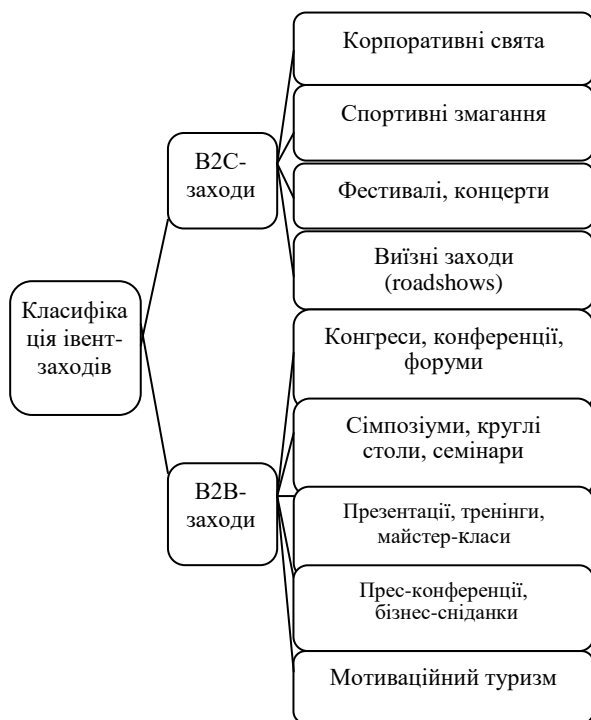 Класифіка
ція івент-
заходів
B2C-
заходи
Корпоративні свята
Спортивні змагання
Фестивалі, концерти
Виїзні заходи
(roadshows)
B2B-
заходи
Конгреси, конференції,
форуми
Сімпозіуми, круглі
столи, семінари
Презентації, тренінги,
майстер-класи
Прес-конференції,
бізнес-сніданки
Мотиваційний туризм